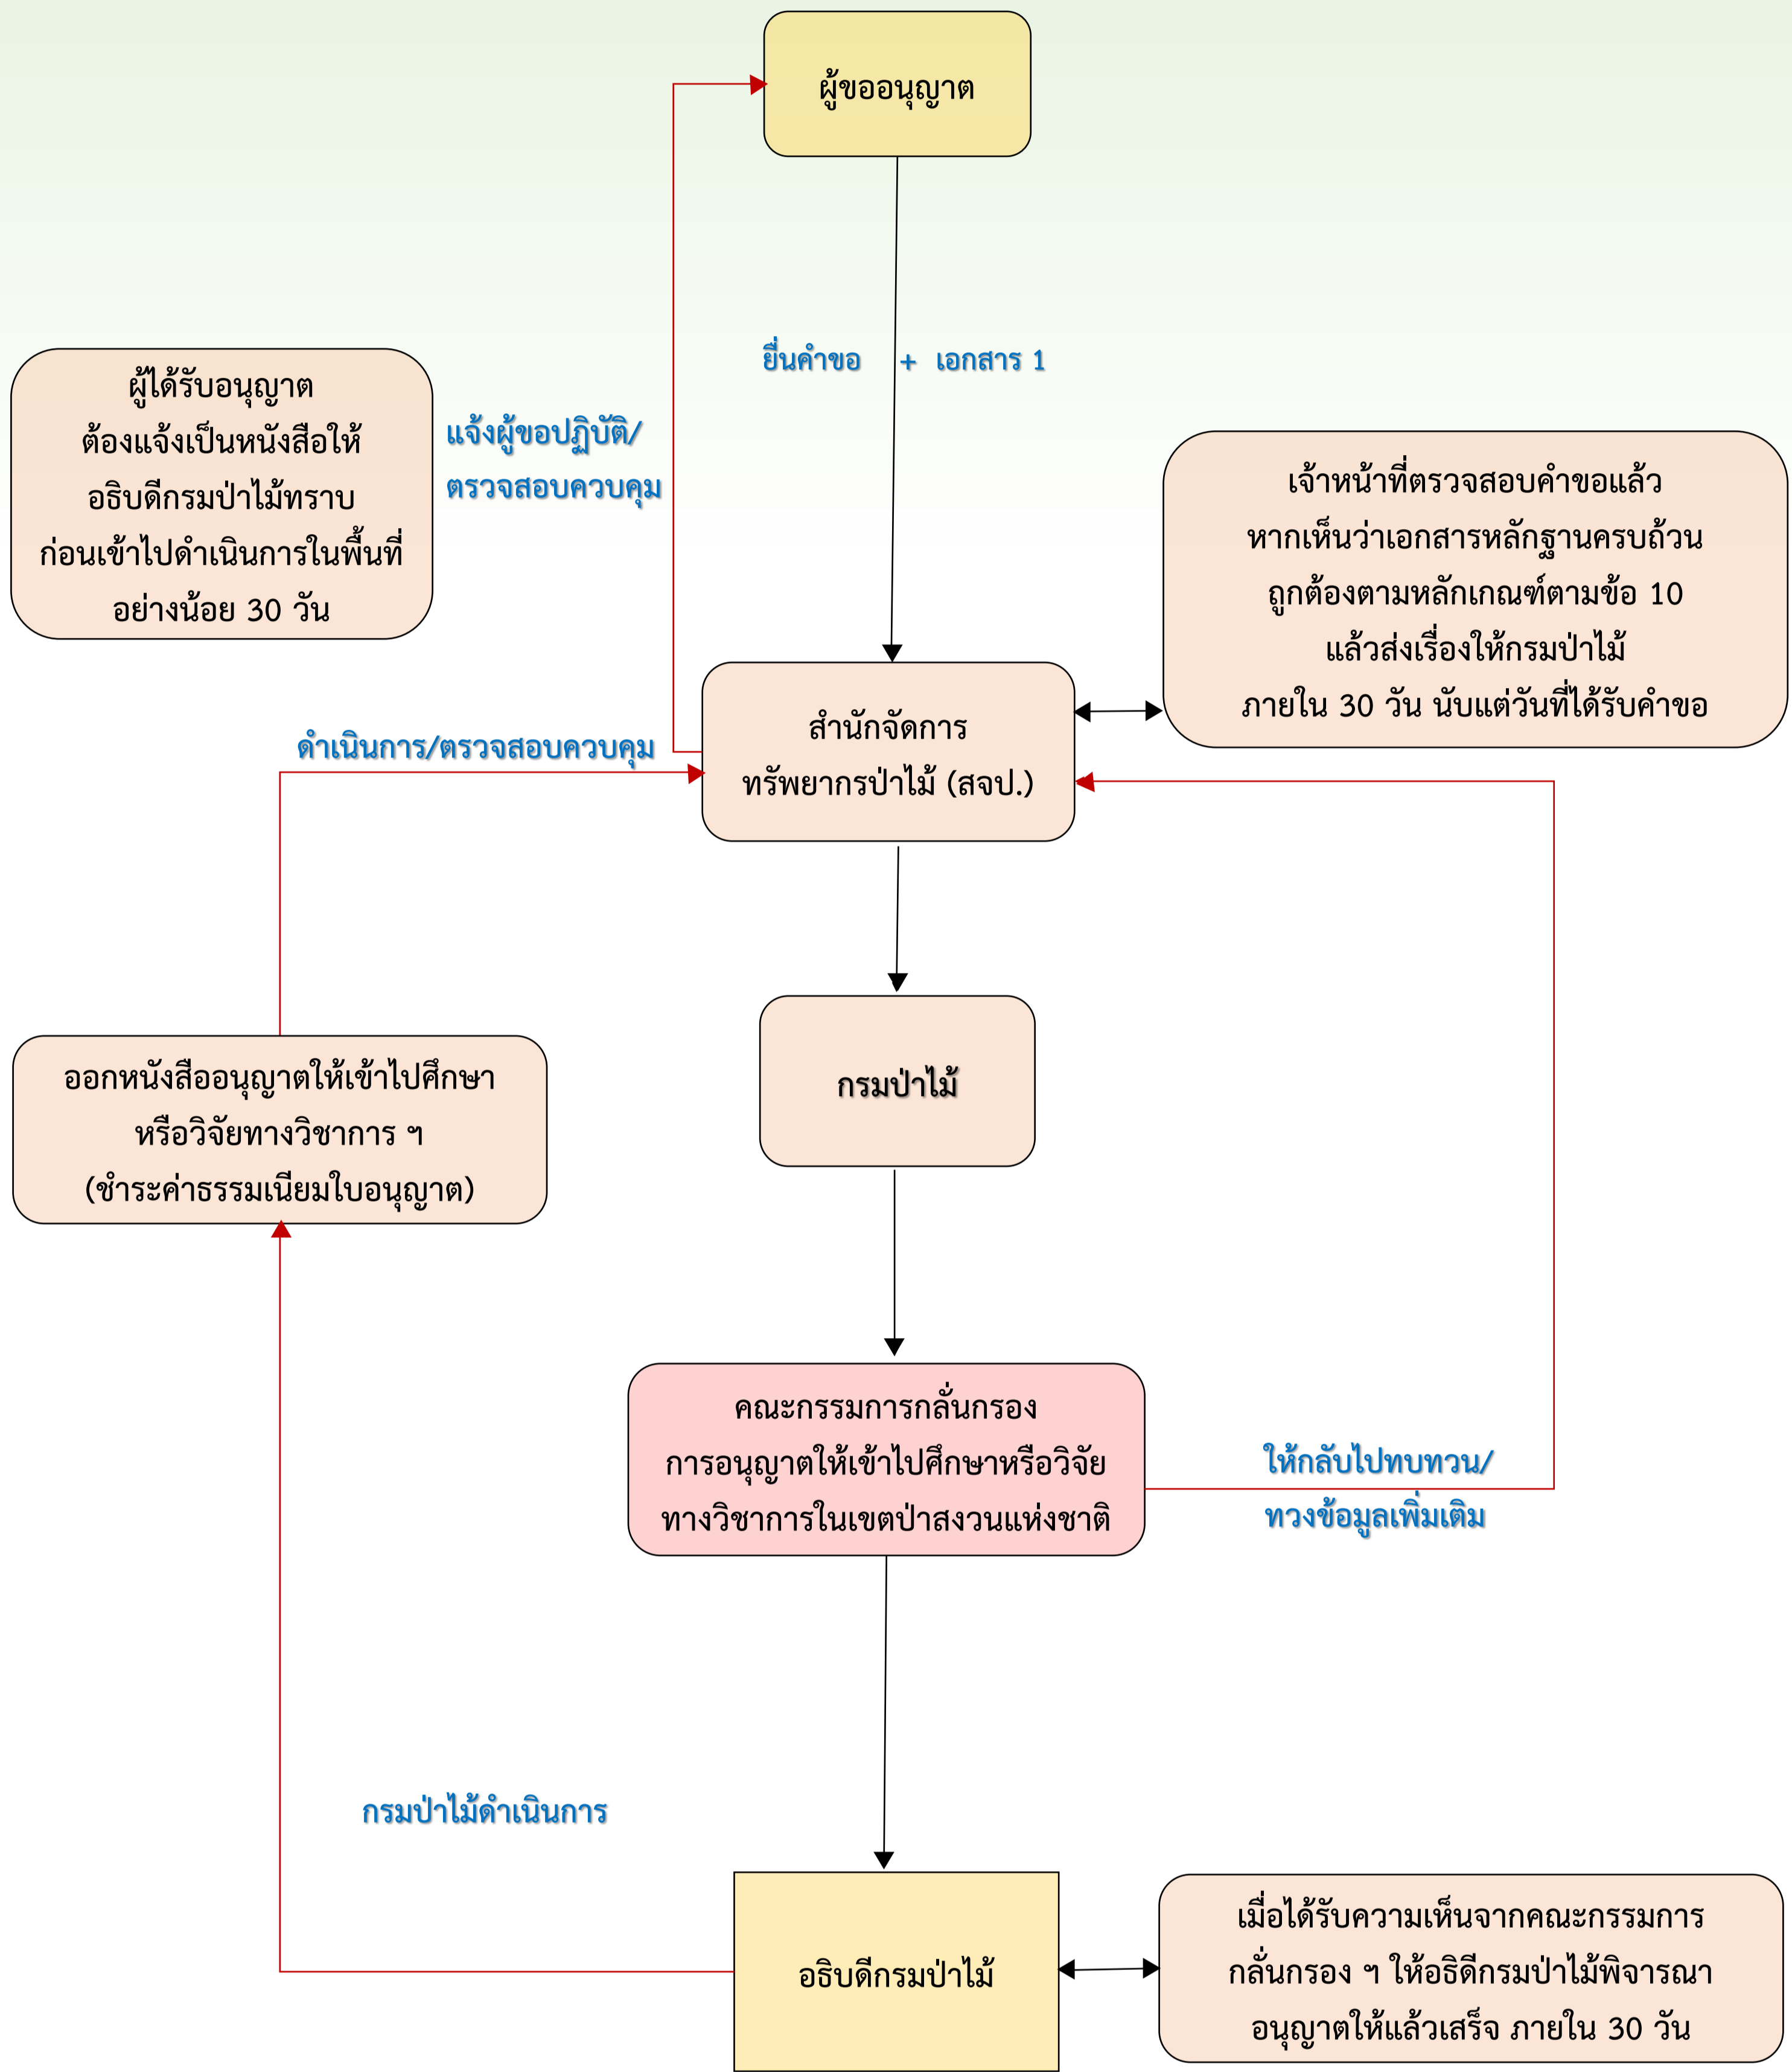 ผู้ขออนุญาต
ยื่นคำขอ + เอกสาร 1
ผู้ได้รับอนุญาต
ต้องแจ้งเป็นหนังสือให้
อธิบดีกรมป่าไม้ทราบ
ก่อนเข้าไปดำเนินการในพื้นที่
อย่างน้อย 30 วัน
แจ้งผู้ขอปฏิบัติ/
ตรวจสอบควบคุม
เจ้าหน้าที่ตรวจสอบคำขอแล้ว
หากเห็นว่าเอกสารหลักฐานครบถ้วน
ถูกต้องตามหลักเกณฑ์ตามข้อ 10
แล้วส่งเรื่องให้กรมป่าไม้
ภายใน 30 วัน นับแต่วันที่ได้รับคำขอ
สำนักจัดการ
ทรัพยากรป่าไม้ (สจป.)
ดำเนินการ/ตรวจสอบควบคุม
กรมป่าไม้
ออกหนังสืออนุญาตให้เข้าไปศึกษา
หรือวิจัยทางวิชาการ ฯ
(ชำระค่าธรรมเนียมใบอนุญาต)
คณะกรรมการกลั่นกรอง
การอนุญาตให้เข้าไปศึกษาหรือวิจัย
ทางวิชาการในเขตป่าสงวนแห่งชาติ
ให้กลับไปทบทวน/
ทวงข้อมูลเพิ่มเติม
กรมป่าไม้ดำเนินการ
อธิบดีกรมป่าไม้
เมื่อได้รับความเห็นจากคณะกรรมการ
กลั่นกรอง ฯ ให้อธิดีกรมป่าไม้พิจารณา
อนุญาตให้แล้วเสร็จ ภายใน 30 วัน